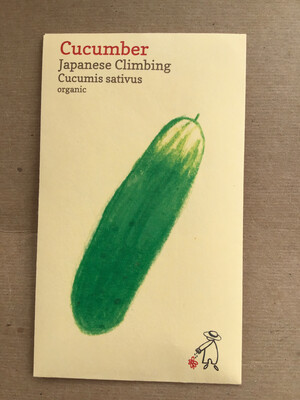 Cucumber
Japanese Climbing
Cucumis sativus
organic